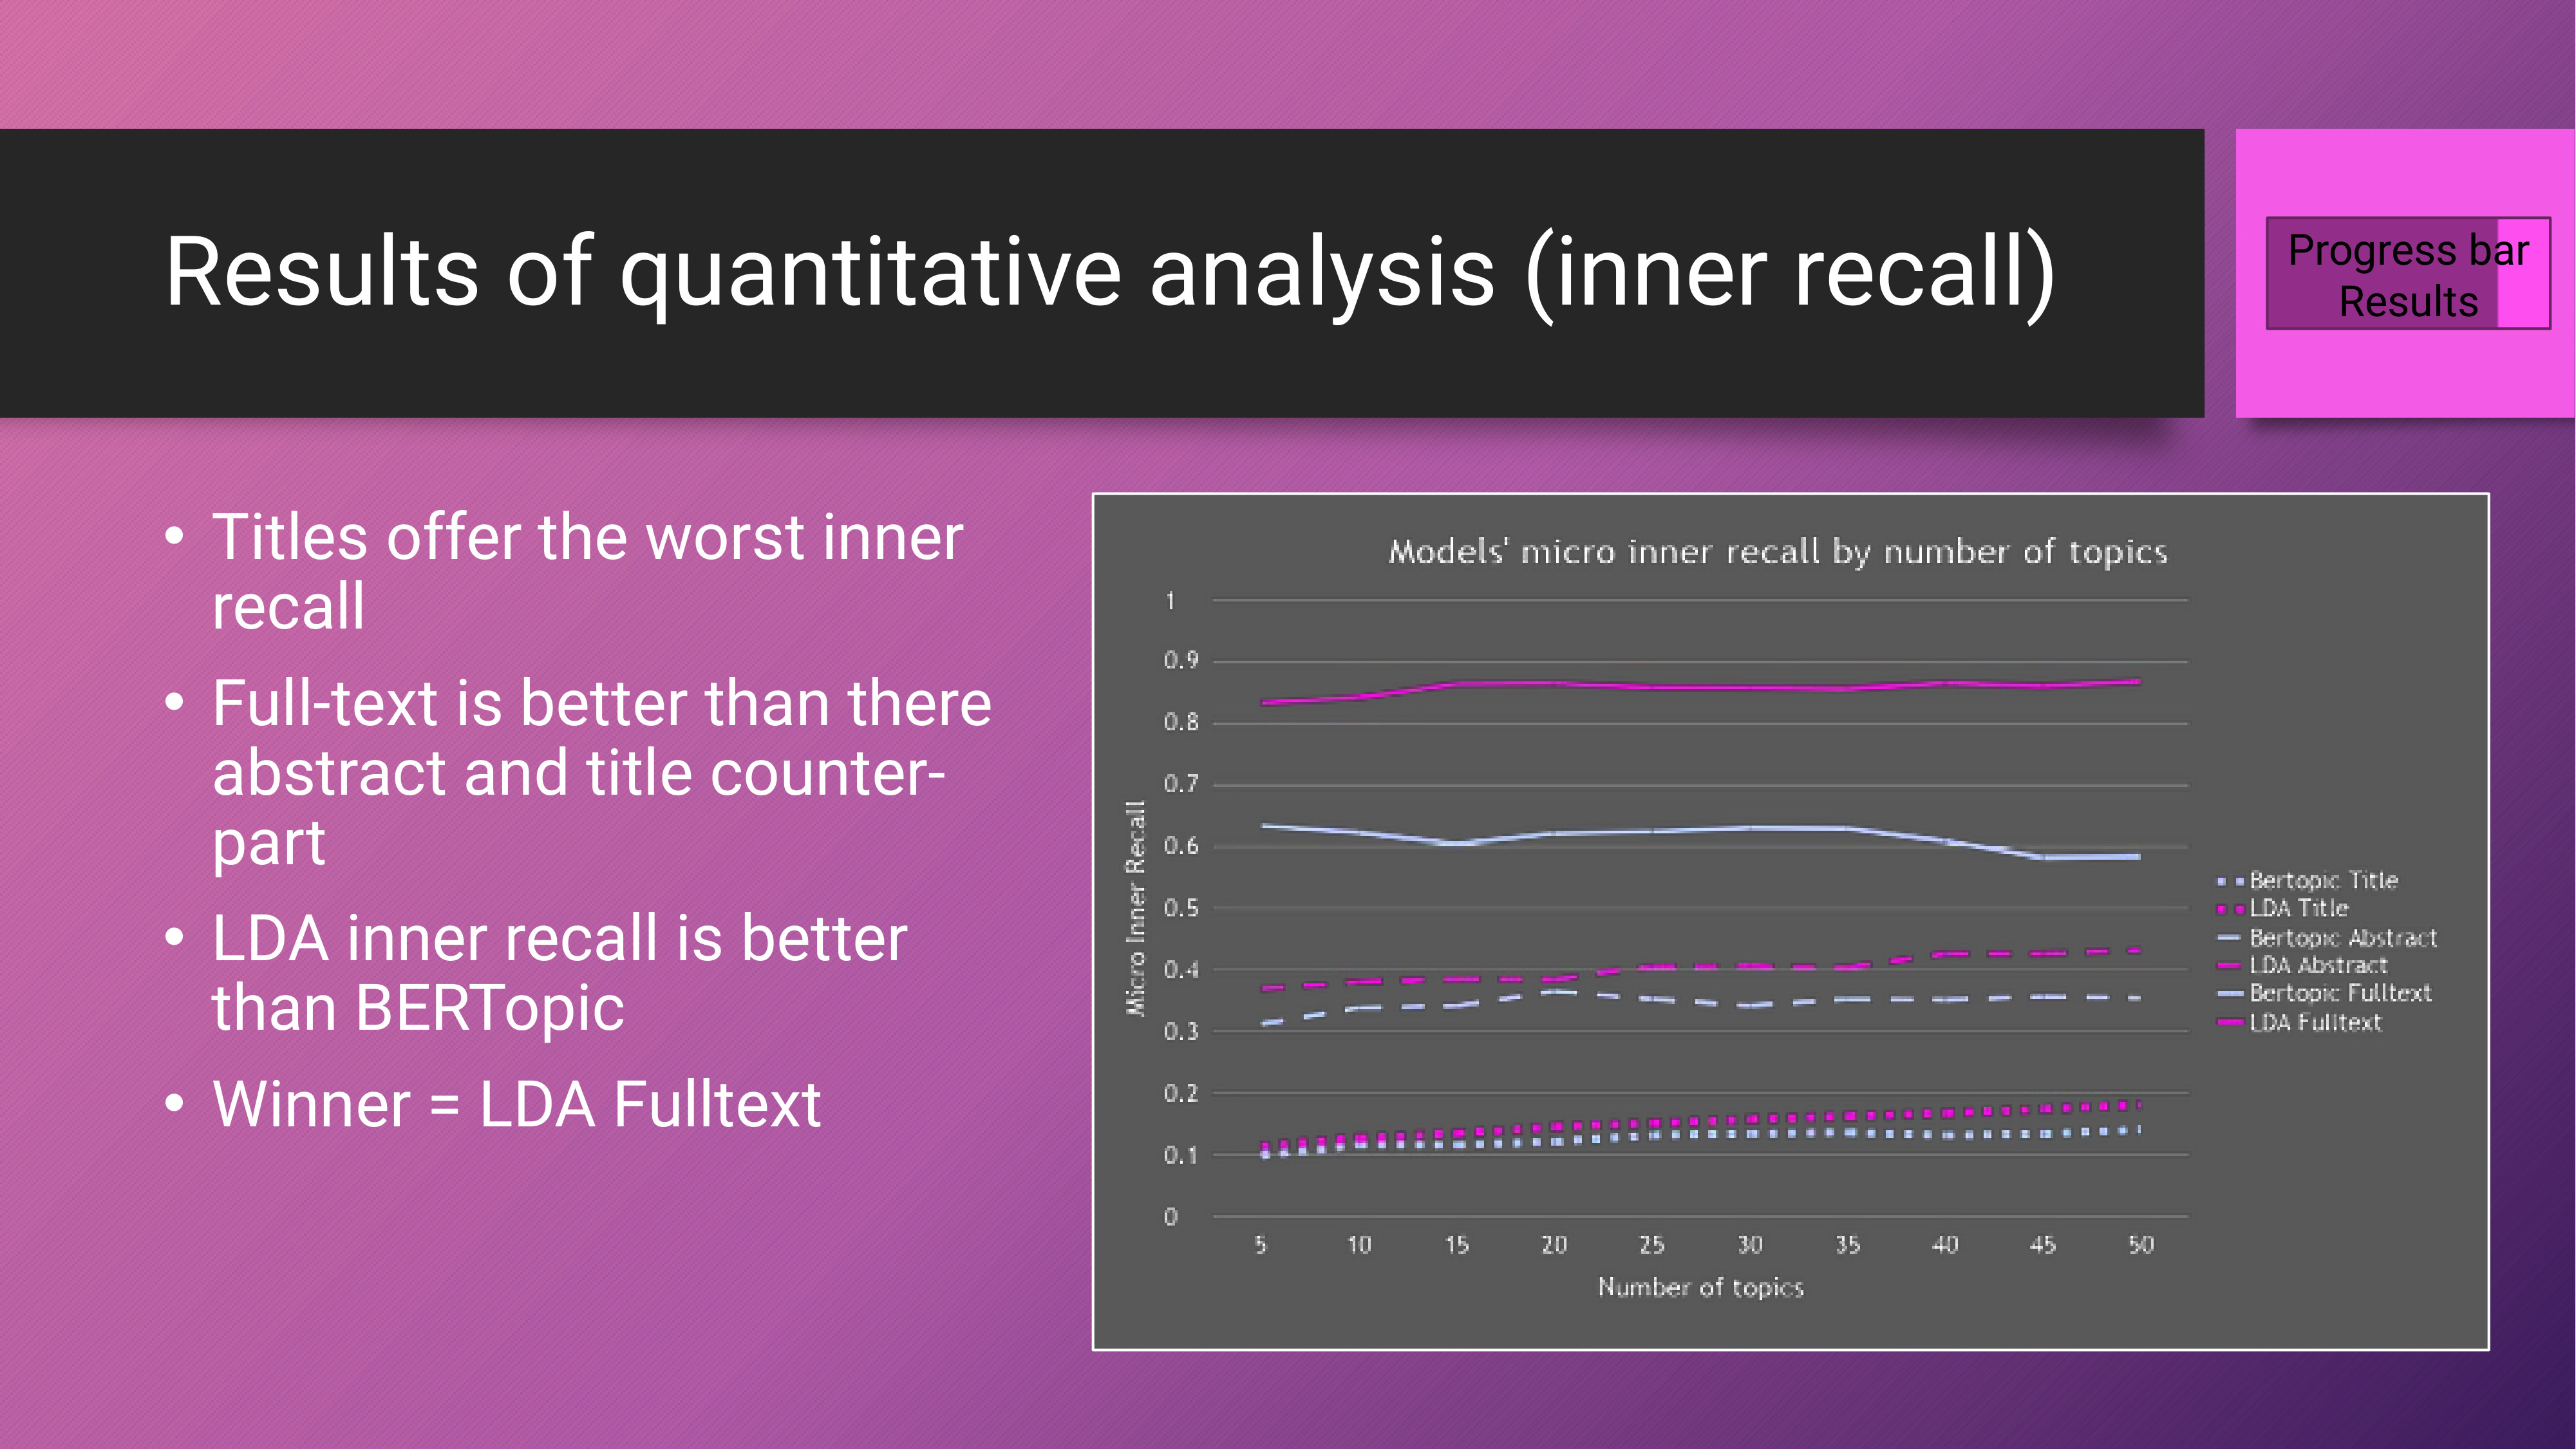 Results of quantitative analysis (inner recall)
Progress bar
Results
• Titles offer the worst inner
recall
• Full-text is better than there
abstract and title counter-
part
• LDA inner recall is better
than BERTopic
• Winner = LDA Fulltext
Models' micro inner recall by number of topics
Micro Inner Recall
1
0.9
0.8
0.7
0.6
0.5
0.4
0.3
0.2
0.1
0
5 10 15 20 25 30 35 40 45 50
Number of topics
Bertopic Title
LDA Title
Bertopic Abstract
LDA Abstract
Bertopic Fulltext
LDA Fulltext